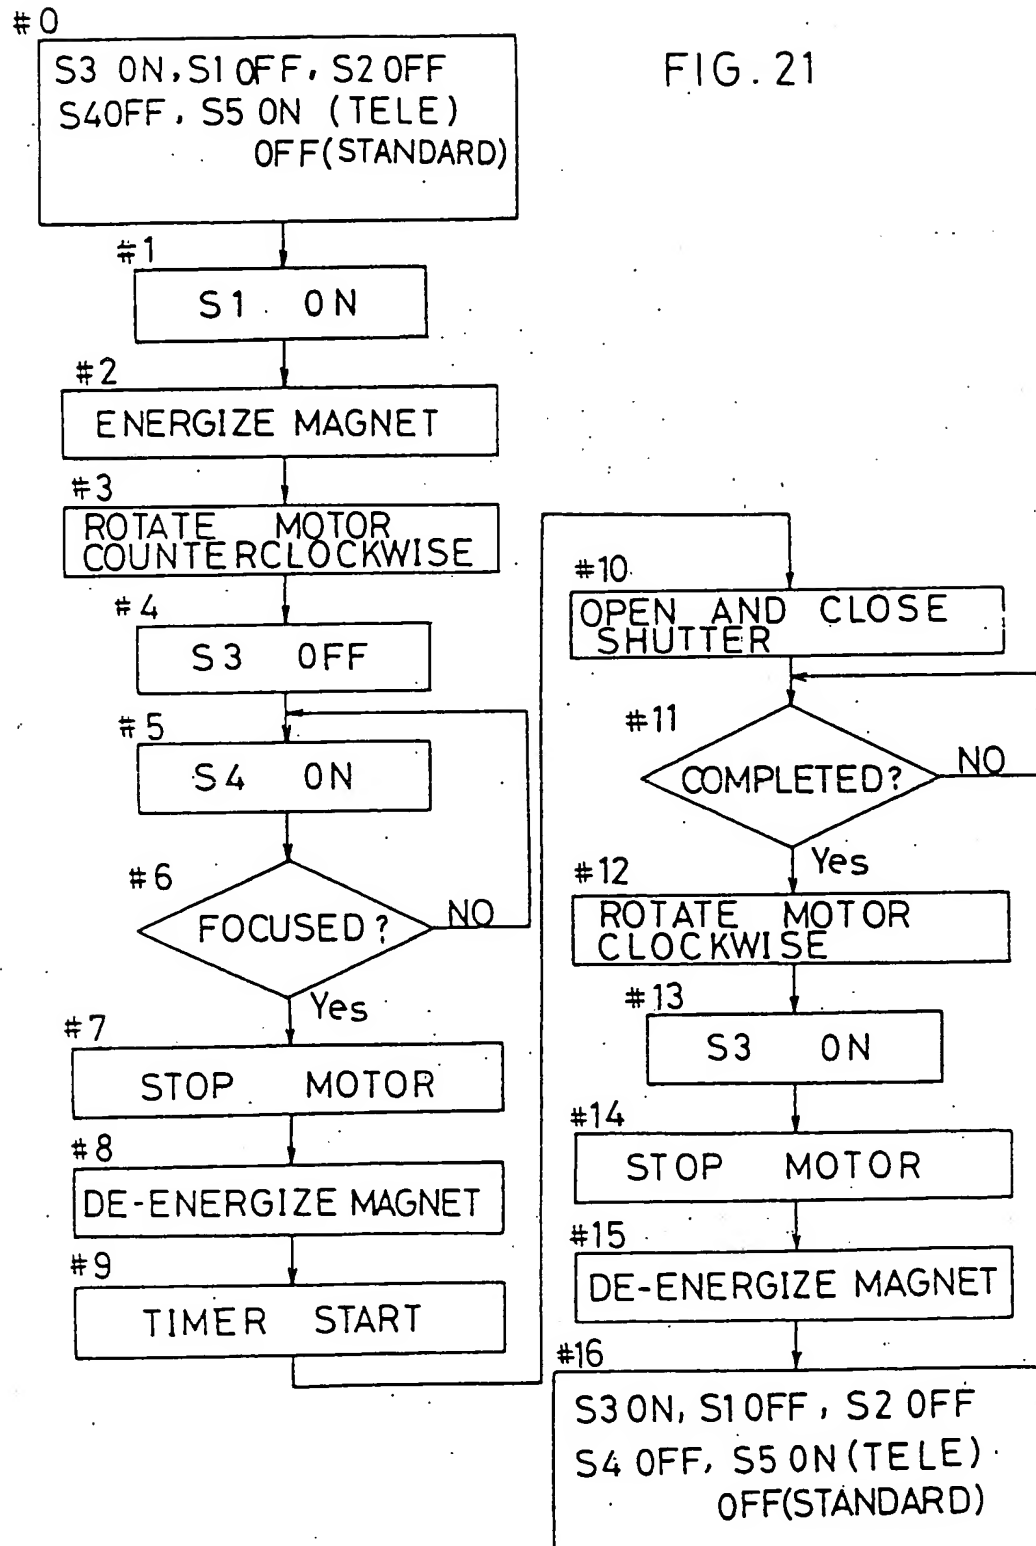 FIG. 21
#0
S3 ON, S1 OFF, S2 OFF
S4 OFF, S5 ON (TELE)
OFF(STANDARD)
#1
S1 ON
#2
ENERGIZE MAGNET
#3
ROTATE MOTOR
COUNTERCLOCKWISE
#4
S3 OFF
#5
S4 ON
#6
FOCUSED?
NO
Yes
#7
STOP MOTOR
#8
DE-ENERGIZE MAGNET
#9
TIMER START
#10
OPEN AND CLOSE
SHUTTER
#11
COMPLETED?
NO
Yes
#12
ROTATE MOTOR
CLOCKWISE
#13
S3 ON
#14
STOP MOTOR
#15
DE-ENERGIZE MAGNET
#16
S3 ON, S1 OFF, S2 OFF
S4 OFF, S5 ON (TELE)
OFF(STANDARD)